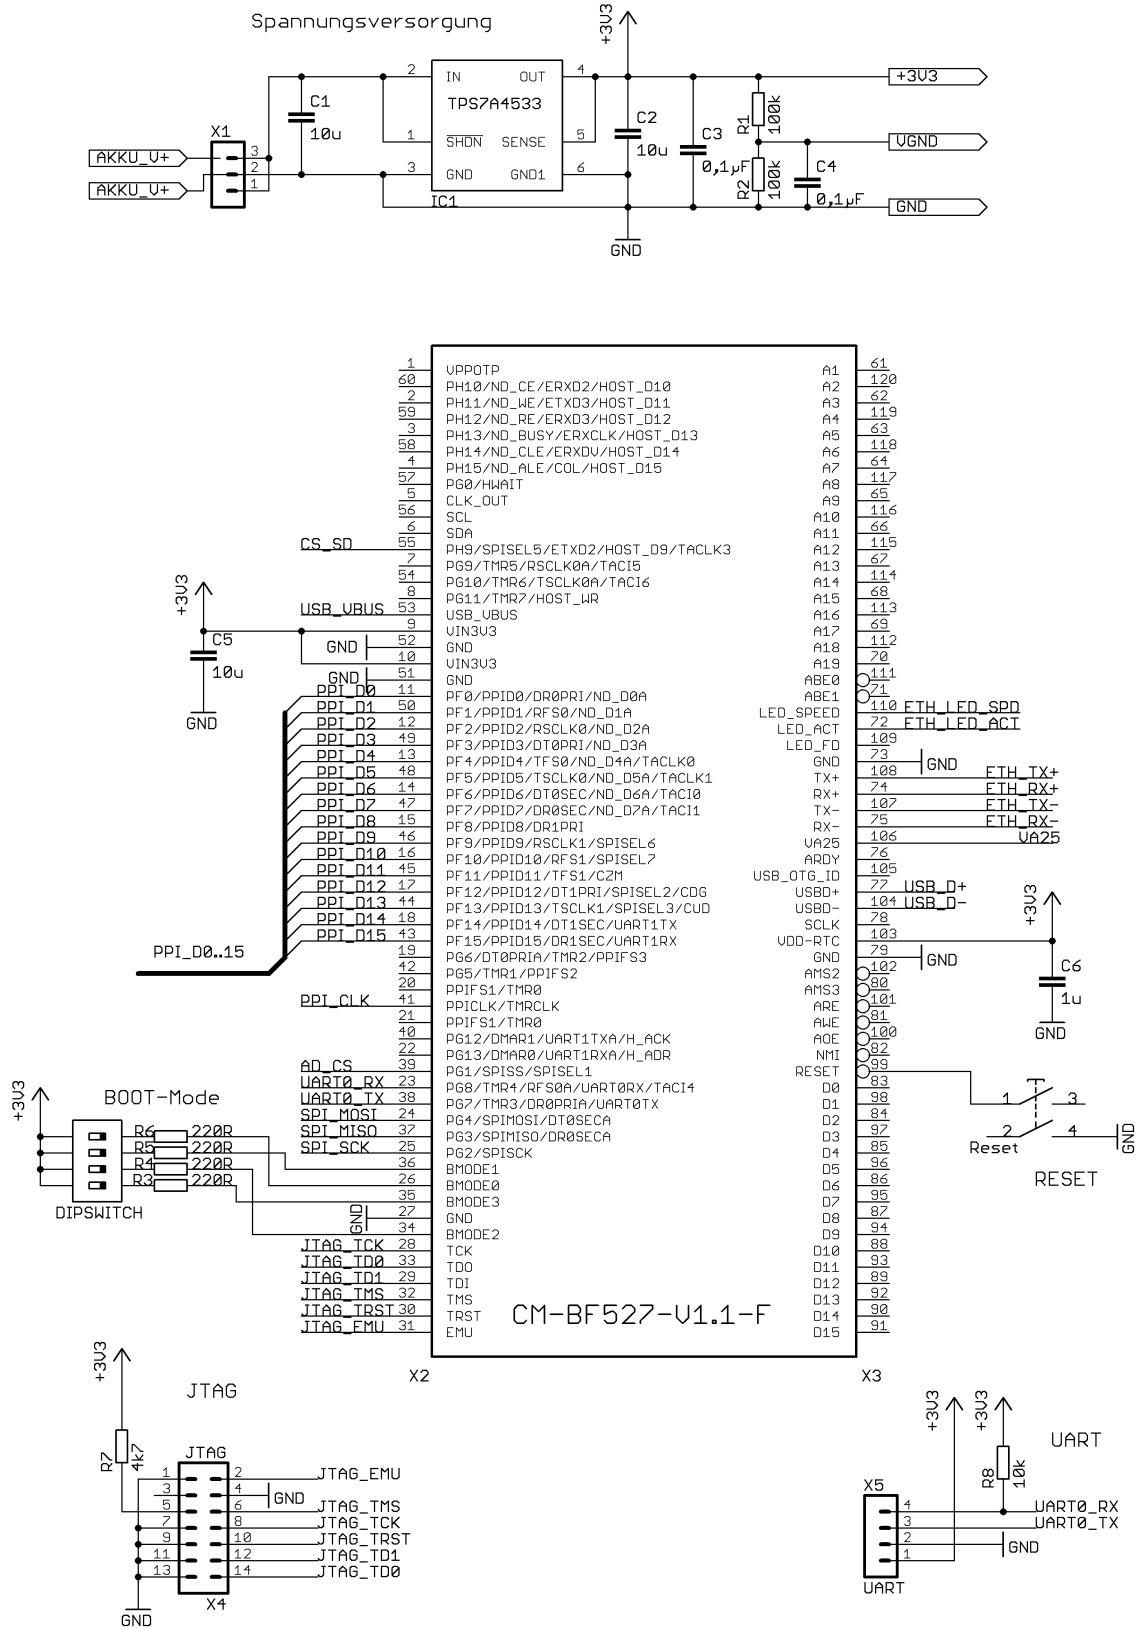 Spannungsversorgung
+3V3
2 IN OUT 4
TPS7A4533
1 SHDN SENSE 5
3 GND GND1 6
IC1
X1
3
2
1
AKKU_V+
AKKU_V+
C1
10u
C2
10u
C3
0,1µF
R1
100k
R2
100k
C4
0,1µF
+3V3
VGND
GND
GND
1 VPPOTP A1 61
60 PH10/ND_CE/ERXD2/HOST_D10 A2 120
2 PH11/ND_WE/ETXD3/HOST_D11 A3 62
59 PH12/ND_RE/ERXD3/HOST_D12 A4 119
3 PH13/ND_BUSY/ERXCLK/HOST_D13 A5 63
58 PH14/ND_CLE/ERXDV/HOST_D14 A6 118
4 PH15/ND_ALE/COL/HOST_D15 A7 64
57 PG0/HWAIT A8 117
5 CLK_OUT A9 65
56 SCL A10 116
6 SDA A11 66
CS_SD 55 PH9/SPISEL5/ETXD2/HOST_D9/TACLK3 A12 115
7 PG9/TMR5/RSCLK0A/TACI5 A13 67
54 PG10/TMR6/TSCLK0A/TACI6 A14 114
8 PG11/TMR7/HOST_WR A15 68
USB_VBUS 53 USB_VBUS A16 113
9 VIN3V3 A17 69
GND 52 GND A18 112
10 VIN3V3 A19 70
GND 51 GND ABE0 111
PPI_D0 11 PF0/PPID0/DR0PRI/ND_D0A ABE1 71
PPI_D1 50 PF1/PPID1/RFS0/ND_D1A LED_SPEED 110 ETH_LED_SPD
PPI_D2 12 PF2/PPID2/RSCLK0/ND_D2A LED_ACT 72 ETH_LED_ACT
PPI_D3 49 PF3/PPID3/DT0PRI/ND_D3A LED_FD 109
PPI_D4 13 PF4/PPID4/TFS0/ND_D4A/TACLK0 GND 73 GND
PPI_D5 48 PF5/PPID5/TSCLK0/ND_D5A/TACLK1 TX+ 108 ETH_TX+
PPI_D6 14 PF6/PPID6/DT0SEC/ND_D6A/TACI0 RX+ 74 ETH_RX+
PPI_D7 47 PF7/PPID7/DR0SEC/ND_D7A/TACI1 TX- 107 ETH_TX-
PPI_D8 15 PF8/PPID8/DR1PRI RX- 75 ETH_RX-
PPI_D9 46 PF9/PPID9/RSCLK1/SPISEL6 VA25 106 VA25
PPI_D10 16 PF10/PPID10/RFS1/SPISEL7 ARDY 76
PPI_D11 45 PF11/PPID11/TFS1/CZM USB_OTG_ID 105
PPI_D12 17 PF12/PPID12/DT1PRI/SPISEL2/CDG USBD+ 77 USB_D+
PPI_D13 44 PF13/PPID13/TSCLK1/SPISEL3/CUD USBD- 104 USB_D-
PPI_D14 18 PF14/PPID14/DT1SEC/UART1TX SCLK 78
PPI_D15 43 PF15/PPID15/DR1SEC/UART1RX VDD-RTC 103
19 PG6/DT0PRIA/TMR2/PPIFS3 GND 79 GND
42 PG5/TMR1/PPIFS2 AMS2 102
20 PPIFS1/TMR0 AMS3 80
PPI_CLK 41 PPICLK/TMRCLK ARE 101
21 PPIFS1/TMR0 AWE 81
40 PG12/DMAR1/UART1TXA/H_ACK AOE 100
22 PG13/DMAR0/UART1RXA/H_ADR NMI 82
AD_CS 39 PG1/SPISS/SPISEL1 RESET 99
UART0_RX 23 PG8/TMR4/RFS0A/UART0RX/TACI4 D0 83
UART0_TX 38 PG7/TMR3/DR0PRIA/UART0TX D1 98
SPI_MOSI 24 PG4/SPIMOSI/DT0SECA D2 84
SPI_MISO 37 PG3/SPIMISO/DR0SECA D3 97
SPI_SCK 25 PG2/SPISCK D4 85
36 BMODE1 D5 96
26 BMODE0 D6 86
35 BMODE3 D7 95
GND 27 GND D8 87
34 BMODE2 D9 94
JTAG_TCK 28 TCK D10 88
JTAG_TD0 33 TDO D11 93
JTAG_TD1 29 TDI D12 89
JTAG_TMS 32 TMS D13 92
JTAG_TRST 30 TRST D14 90
JTAG_EMU 31 EMU D15 91
CM-BF527-V1.1-F
X2
X3
+3V3
C5
10u
GND
PPI_D0..15
+3V3
C6
1u
GND
1 3
2 4
Reset
GND
RESET
+3V3
BOOT-Mode
R6 220R
R5 220R
R4 220R
R3 220R
DIPSWITCH
+3V3
JTAG
R7
4k7
JTAG
1 2 JTAG_EMU
3 4 GND
5 6 JTAG_TMS
7 8 JTAG_TCK
9 10 JTAG_TRST
11 12 JTAG_TD1
13 14 JTAG_TD0
X4
GND
+3V3
+3V3
UART
R8
10k
X5
4 UART0_RX
3 UART0_TX
2 GND
1
UART